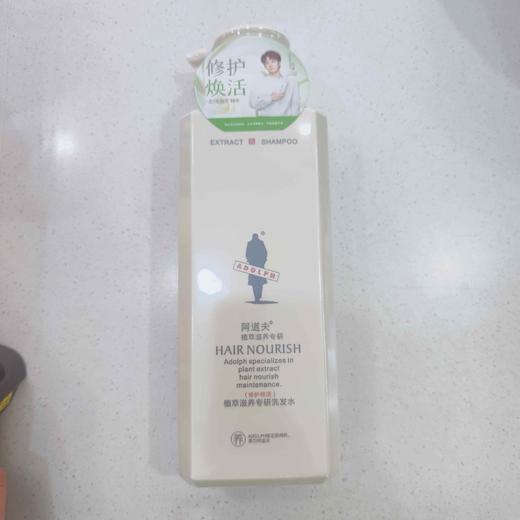 修护
焕活
EXTRACT SHAMPOO
ADOLPH
阿道夫®
植萃滋养专研
HAIR NOURISH
Adolph specializes in
plant extract
hair nourish
maintenance.
(修护焕活)
植萃滋养专研洗发水
养